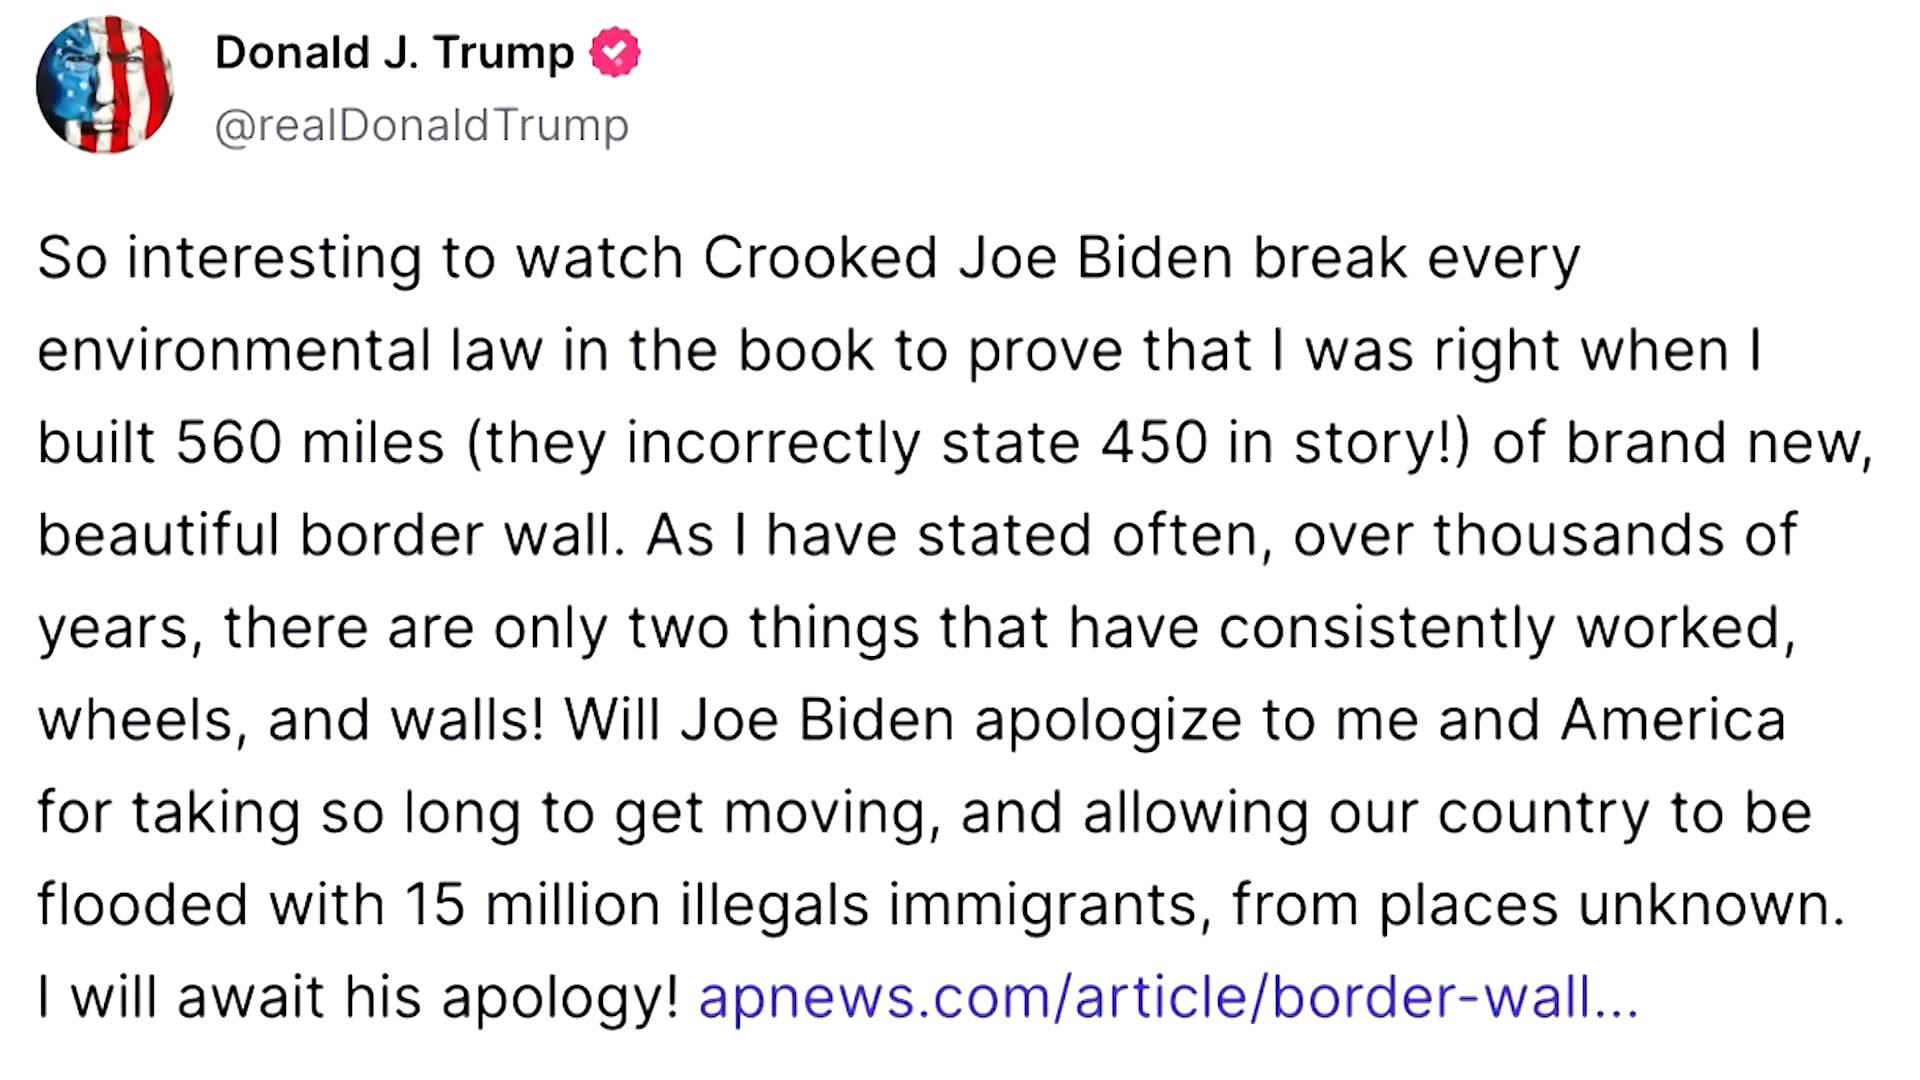 Donald J. Trump
@realDonaldTrump
So interesting to watch Crooked Joe Biden break every
environmental law in the book to prove that I was right when I
built 560 miles (they incorrectly state 450 in story!) of brand new,
beautiful border wall. As I have stated often, over thousands of
years, there are only two things that have consistently worked,
wheels, and walls! Will Joe Biden apologize to me and America
for taking so long to get moving, and allowing our country to be
flooded with 15 million illegals immigrants, from places unknown.
I will await his apology! apnews.com/article/border-wall...